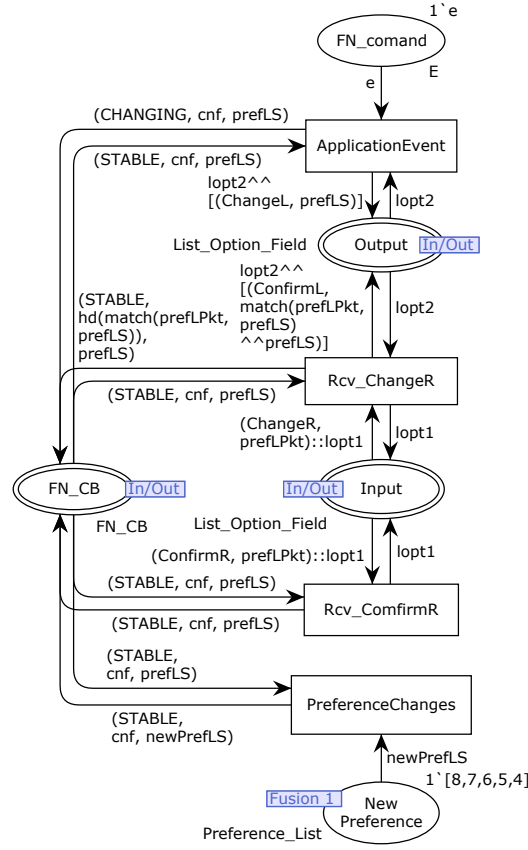 1`e
FN_comand
E
e
(CHANGING, cnf, prefLS)
ApplicationEvent
(STABLE, cnf, prefLS)
lopt2^^
[(ChangeL, prefLS)]
lopt2
List_Option_Field
Output
In/Out
lopt2^^
[(ConfirmL,
match(prefLPkt,
prefLS)
^^prefLS)]
lopt2
(STABLE,
hd(match(prefLPkt,
prefLS)),
prefLS)
Rcv_ChangeR
(STABLE, cnf, prefLS)
(ChangeR,
prefLPkt)::lopt1
lopt1
FN_CB
In/Out
In/Out
Input
FN_CB
List_Option_Field
(ConfirmR, prefLPkt)::lopt1
lopt1
(STABLE, cnf, prefLS)
Rcv_ComfirmR
(STABLE, cnf, prefLS)
(STABLE,
cnf, prefLS)
PreferenceChanges
(STABLE,
cnf, newPrefLS)
newPrefLS
1`[8,7,6,5,4]
Fusion 1
New
Preference
Preference_List